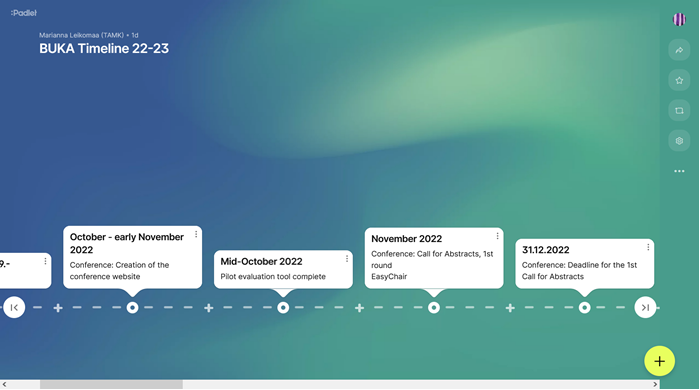 :Padlet
Marianna Leikomaa (TAMK) • 1d
BUKA Timeline 22-23
9.-
October - early November
2022
Conference: Creation of the
conference website
Mid-October 2022
Pilot evaluation tool complete
November 2022
Conference: Call for Abstracts, 1st
round
EasyChair
31.12.2022
Conference: Deadline for the 1st
Call for Abstracts